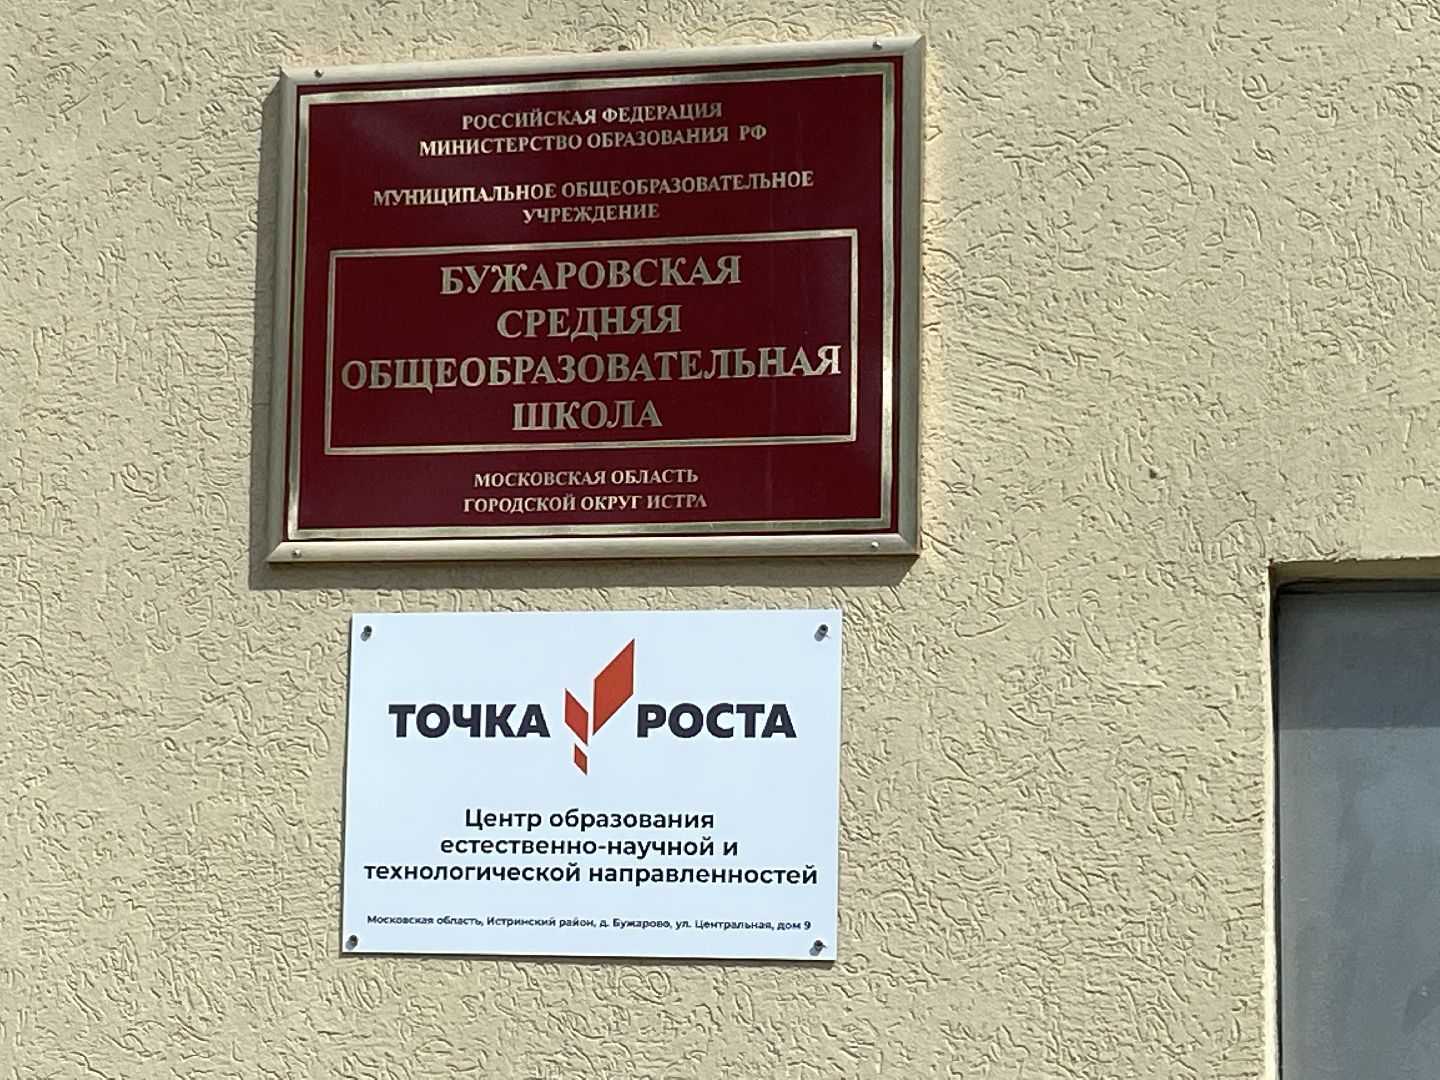 РОССИЙСКАЯ ФЕДЕРАЦИЯ
МИНИСТЕРСТВО ОБРАЗОВАНИЯ РФ
МУНИЦИПАЛЬНОЕ ОБЩЕОБРАЗОВАТЕЛЬНОЕ
УЧРЕЖДЕНИЕ
БУЖАРОВСКАЯ
СРЕДНЯЯ
ОБЩЕОБРАЗОВАТЕЛЬНАЯ
ШКОЛА
МОСКОВСКАЯ ОБЛАСТЬ
ГОРОДСКОЙ ОКРУГ ИСТРА
ТОЧКА РОСТА
Центр образования
естественно-научной и
технологической направленностей
Московская область, Истринский район, д. Бужарово, ул. Центральная, дом 9